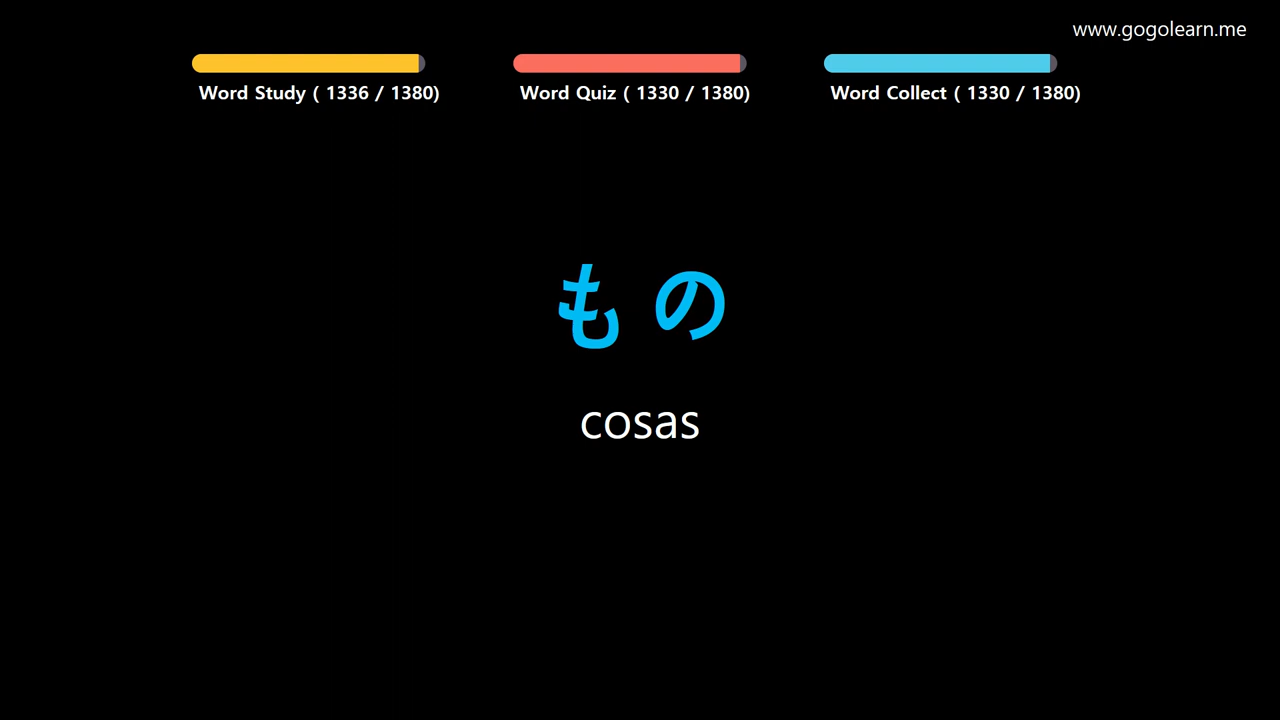 www.gogolearn.me
Word Study ( 1336 / 1380)
Word Quiz ( 1330 / 1380)
Word Collect ( 1330 / 1380)
もの
cosas